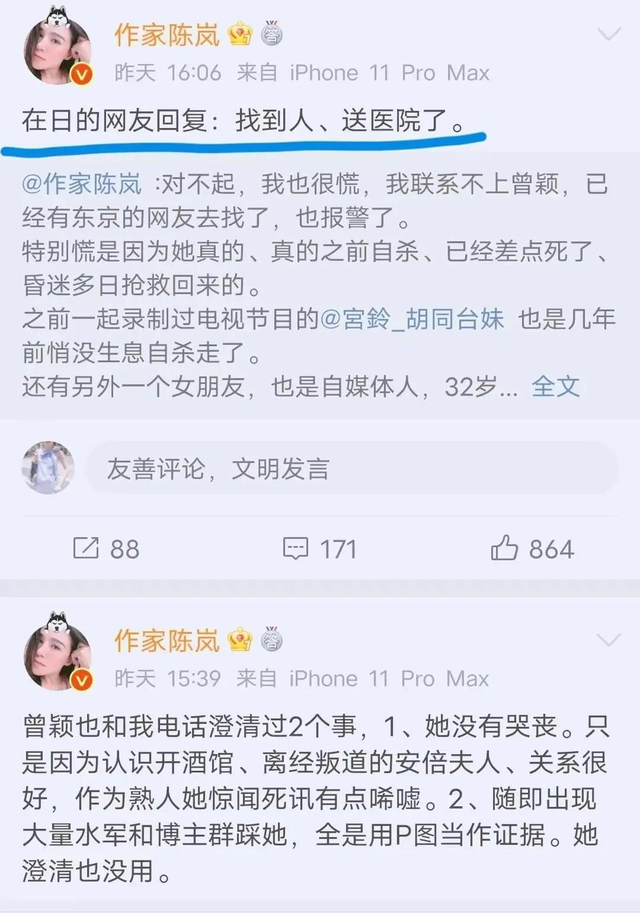 作家陈岚
昨天 16:06 来自 iPhone 11 Pro Max
在日的网友回复：找到人、送医院了。
@作家陈岚 :对不起，我也很慌，我联系不上曾颖，已
经有东京的网友去找了，也报警了。
特别慌是因为她真的、真的之前自杀、已经差点死了、
昏迷多日抢救回来的。
之前一起录制过电视节目的@宫鈴_胡同台妹 也是几年
前悄没生息自杀走了。
还有另外一个女朋友，也是自媒体人，32岁... 全文
友善评论，文明发言
88
171
864
作家陈岚
昨天 15:39 来自 iPhone 11 Pro Max
曾颖也和我电话澄清过2个事，1、她没有哭丧。只
是因为认识开酒馆、离经叛道的安倍夫人、关系很
好，作为熟人她惊闻死讯有点唏嘘。2、随即出现
大量水军和博主群踩她，全是用P图当作证据。她
澄清也没用。